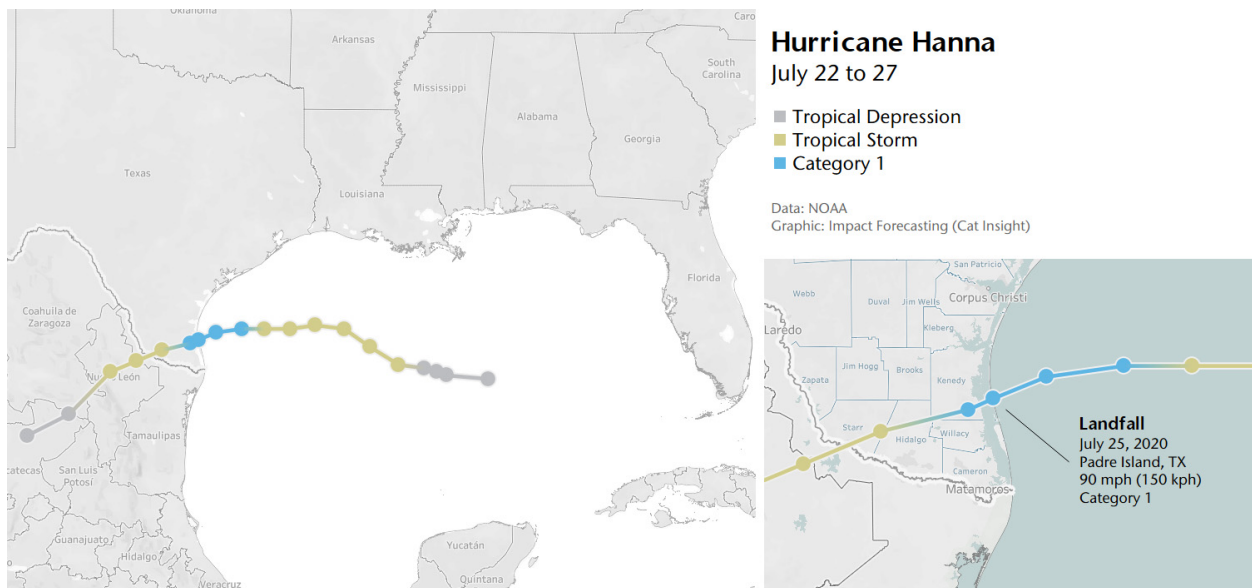 Oklahoma
Arkansas
South
Carolina
Mississippi
Alabama
Georgia
Texas
Louisiana
Florida
Coahuila de
Zaragoza
Nuevo León
Tamaulipas
San Luis
Potosí
Guanajuato
Hidalgo
Veracruz
Yucatán
Quintana
Hurricane Hanna
July 22 to 27
Tropical Depression
Tropical Storm
Category 1
Data: NOAA
Graphic: Impact Forecasting (Cat Insight)
San Patricio
Webb
Duval
Jim Wells
Corpus Christi
Kleberg
Laredo
Jim Hogg
Brooks
Zapata
Kenedy
Starr
Hidalgo
Willacy
Cameron
Matamoros
Landfall
July 25, 2020
Padre Island, TX
90 mph (150 kph)
Category 1